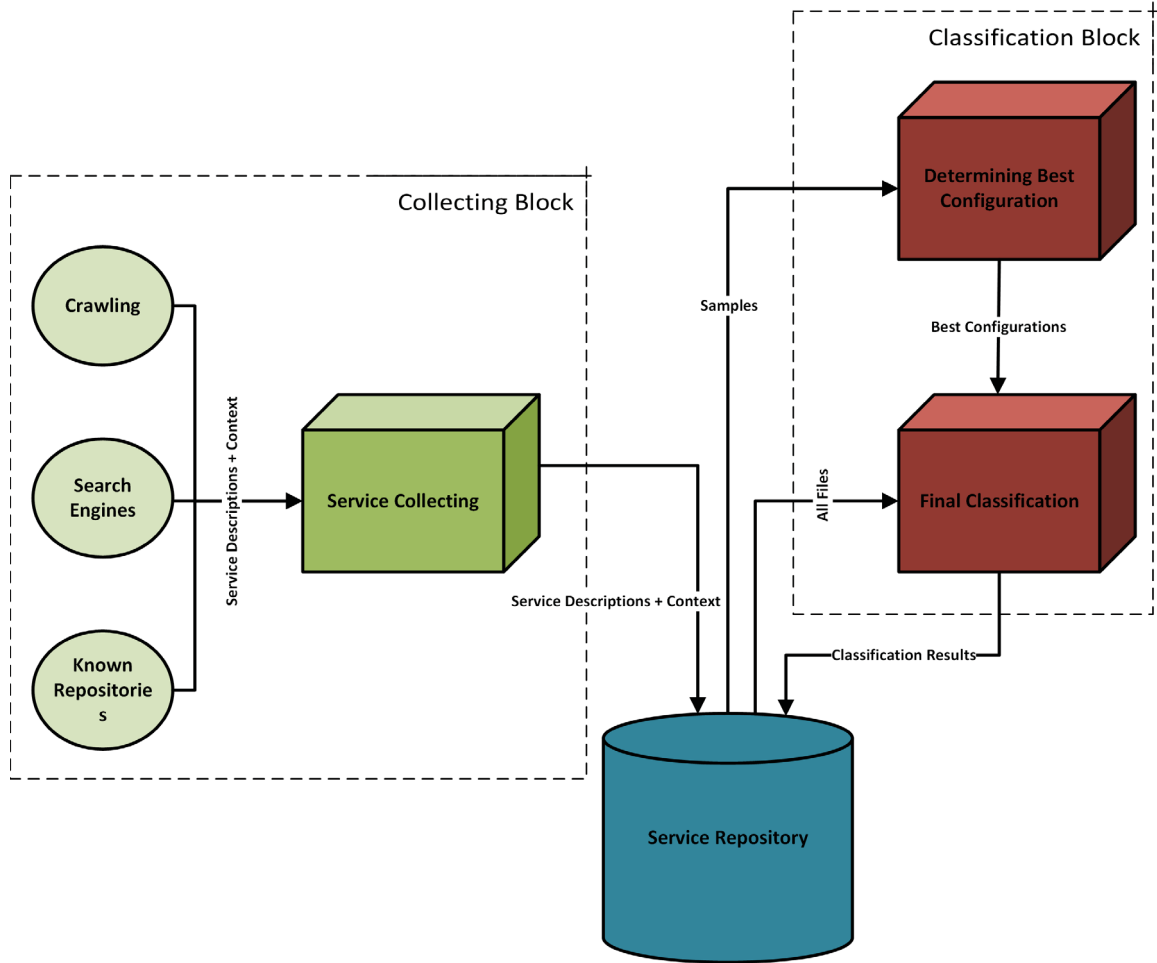 Classification Block
Determining Best
Configuration
Collecting Block
Crawling
Samples
Best Configurations
Service Descriptions + Context
Search
Engines
Service Collecting
All Files
Final Classification
Service Descriptions + Context
Known
Repositorie
s
Classification Results
Service Repository